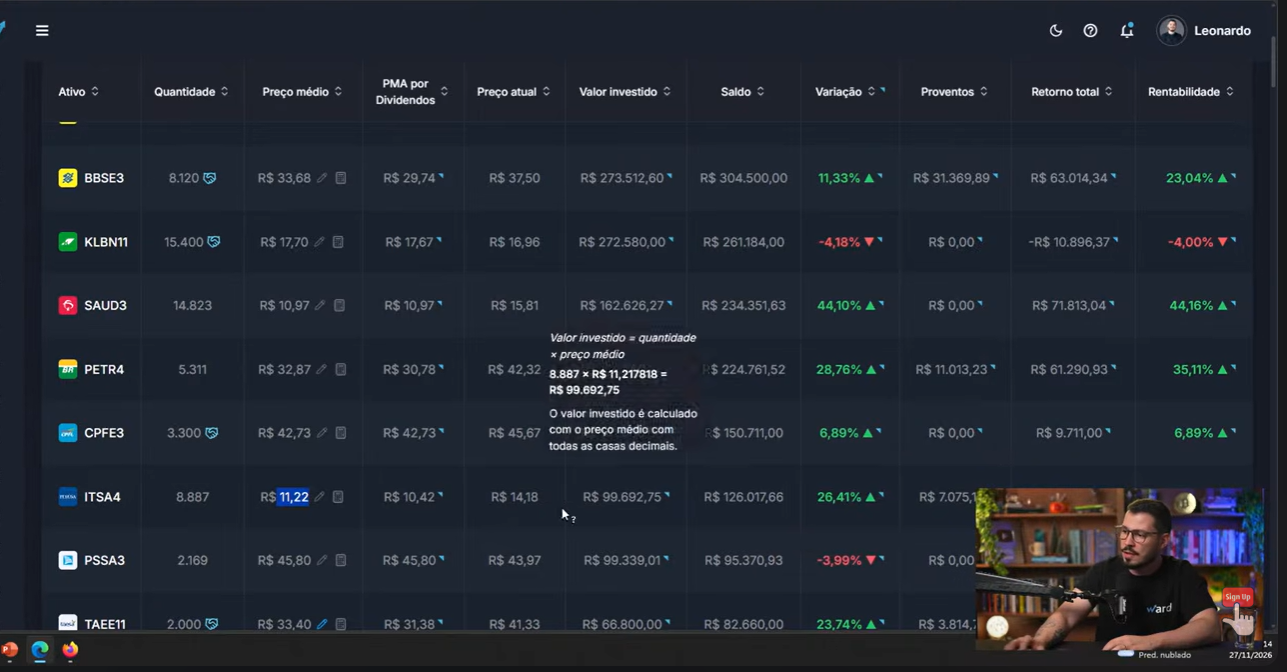 Leonardo
Ativo Quantidade Preço médio PMA por Dividendos Preço atual Valor investido Saldo Variação Proventos Retorno total Rentabilidade
BBSE3 8.120 R$ 33,68 R$ 29,74 R$ 37,50 R$ 273.512,60 R$ 304.500,00 11,33% R$ 31.369,89 R$ 63.014,34 23,04%
KLBN11 15.400 R$ 17,70 R$ 17,67 R$ 16,96 R$ 272.580,00 R$ 261.184,00 -4,18% R$ 0,00 -R$ 10.896,37 -4,00%
SAUD3 14.823 R$ 10,97 R$ 10,97 R$ 15,81 R$ 162.626,27 R$ 234.351,63 44,10% R$ 0,00 R$ 71.813,04 44,16%
Valor investido = quantidade
× preço médio
PETR4 5.311 R$ 32,87 R$ 30,78 R$ 42,32 R$ 224.761,52 28,76% R$ 11.013,23 R$ 61.290,93 35,11%
8.887 × R$ 11,217818 =
R$ 99.692,75
O valor investido é calculado
com o preço médio com
todas as casas decimais.
CPFE3 3.300 R$ 42,73 R$ 42,73 R$ 45,67 R$ 150.711,00 6,89% R$ 0,00 R$ 9.711,00 6,89%
ITSA4 8.887 R$ 11,22 R$ 10,42 R$ 14,18 R$ 99.692,75 R$ 126.017,66 26,41% R$ 7.075,1
PSSA3 2.169 R$ 45,80 R$ 45,80 R$ 43,97 R$ 99.339,01 R$ 95.370,93 -3,99% R$ 0,00
TAEE11 2.000 R$ 33,40 R$ 31,38 R$ 41,33 R$ 66.800,00 R$ 82.660,00 23,74% R$ 3.814,7
Sign Up
Pred. nublado
14
27/11/2026